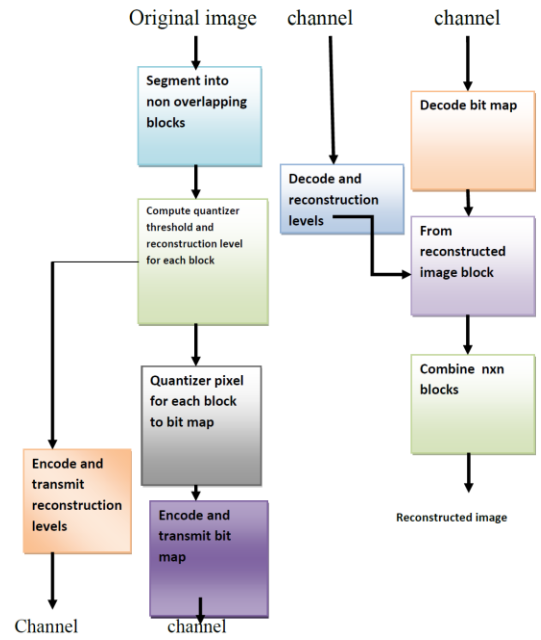 Original image
channel
channel
Segment into
non overlapping
blocks
Decode bit map
Decode and
reconstruction
levels
Compute quantizer
threshold and
reconstruction level
for each block
From
reconstructed
image block
Quantizer pixel
for each block
to bit map
Combine nxn
blocks
Encode and
transmit
reconstruction
levels
Encode and
transmit bit
map
Reconstructed image
Channel
channel